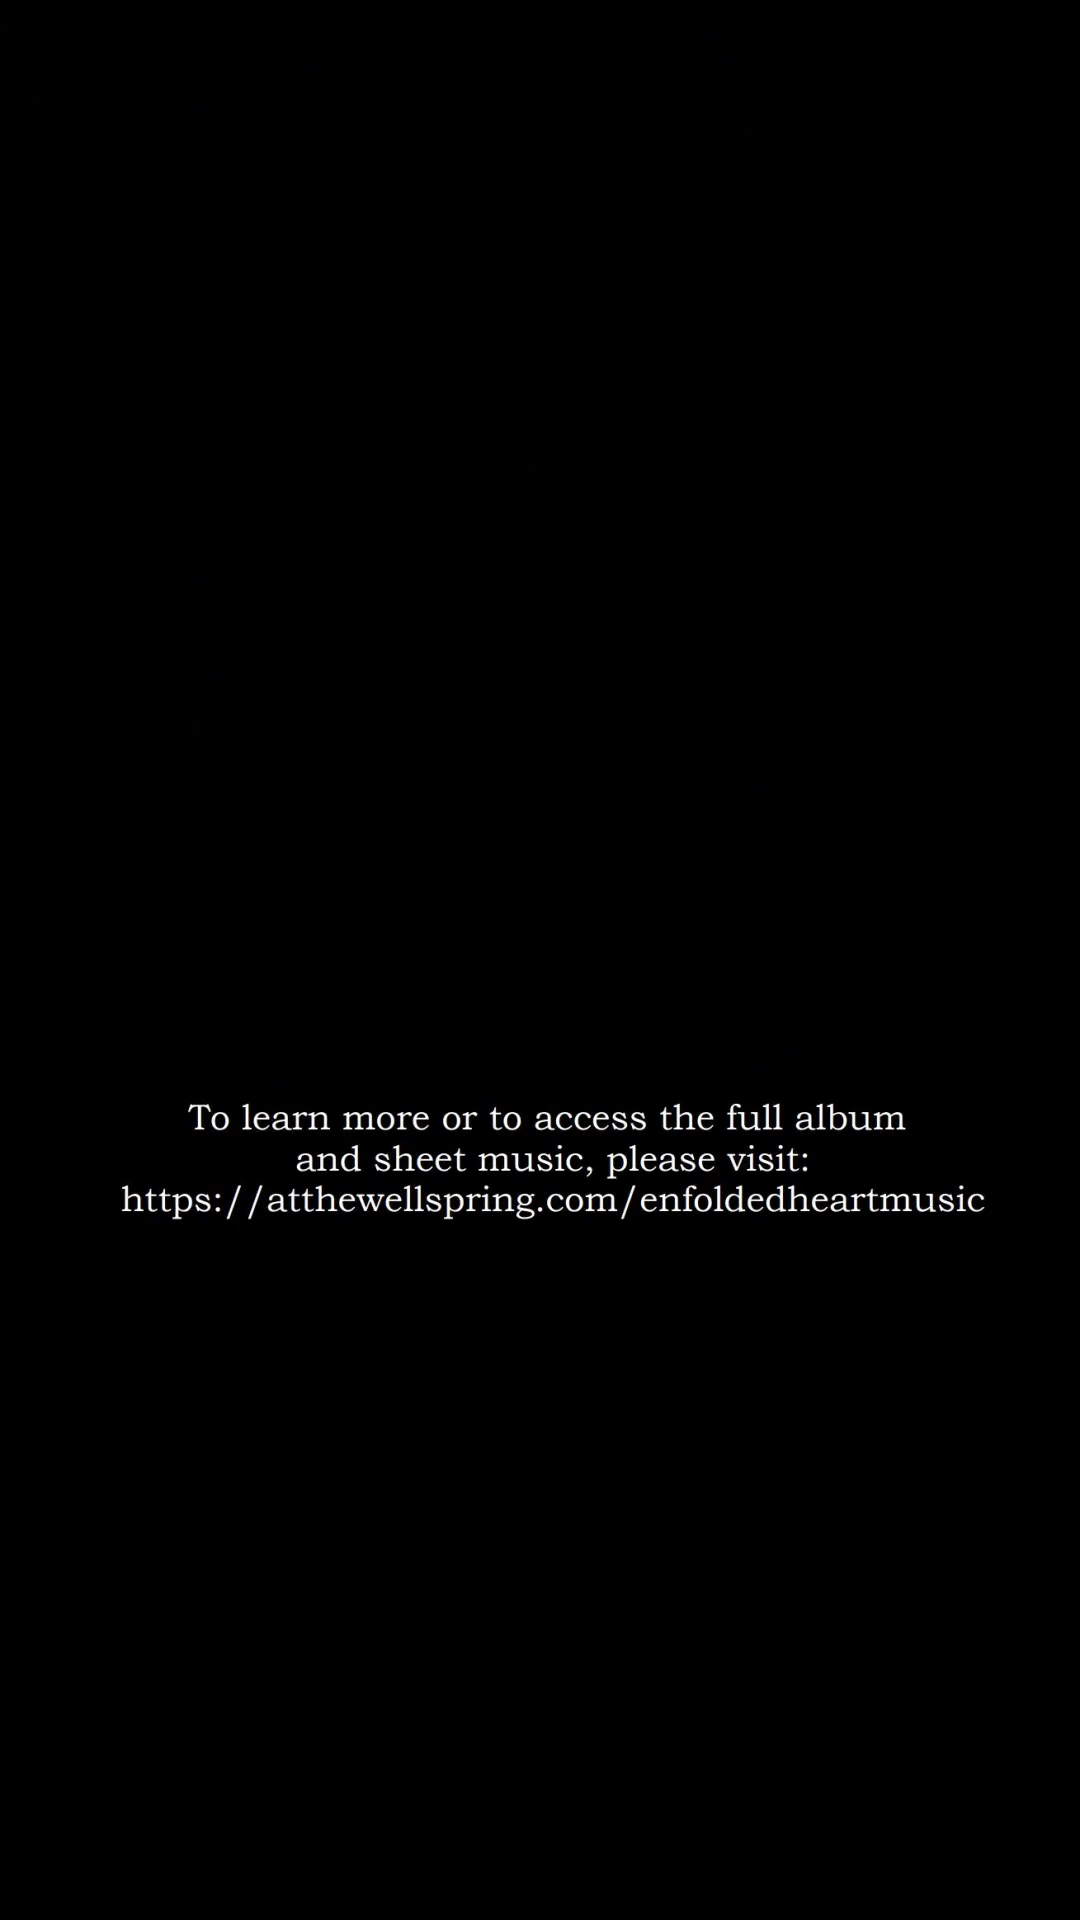 To learn more or to access the full album
and sheet music, please visit:
https://atthewellspring.com/enfoldedheartmusic